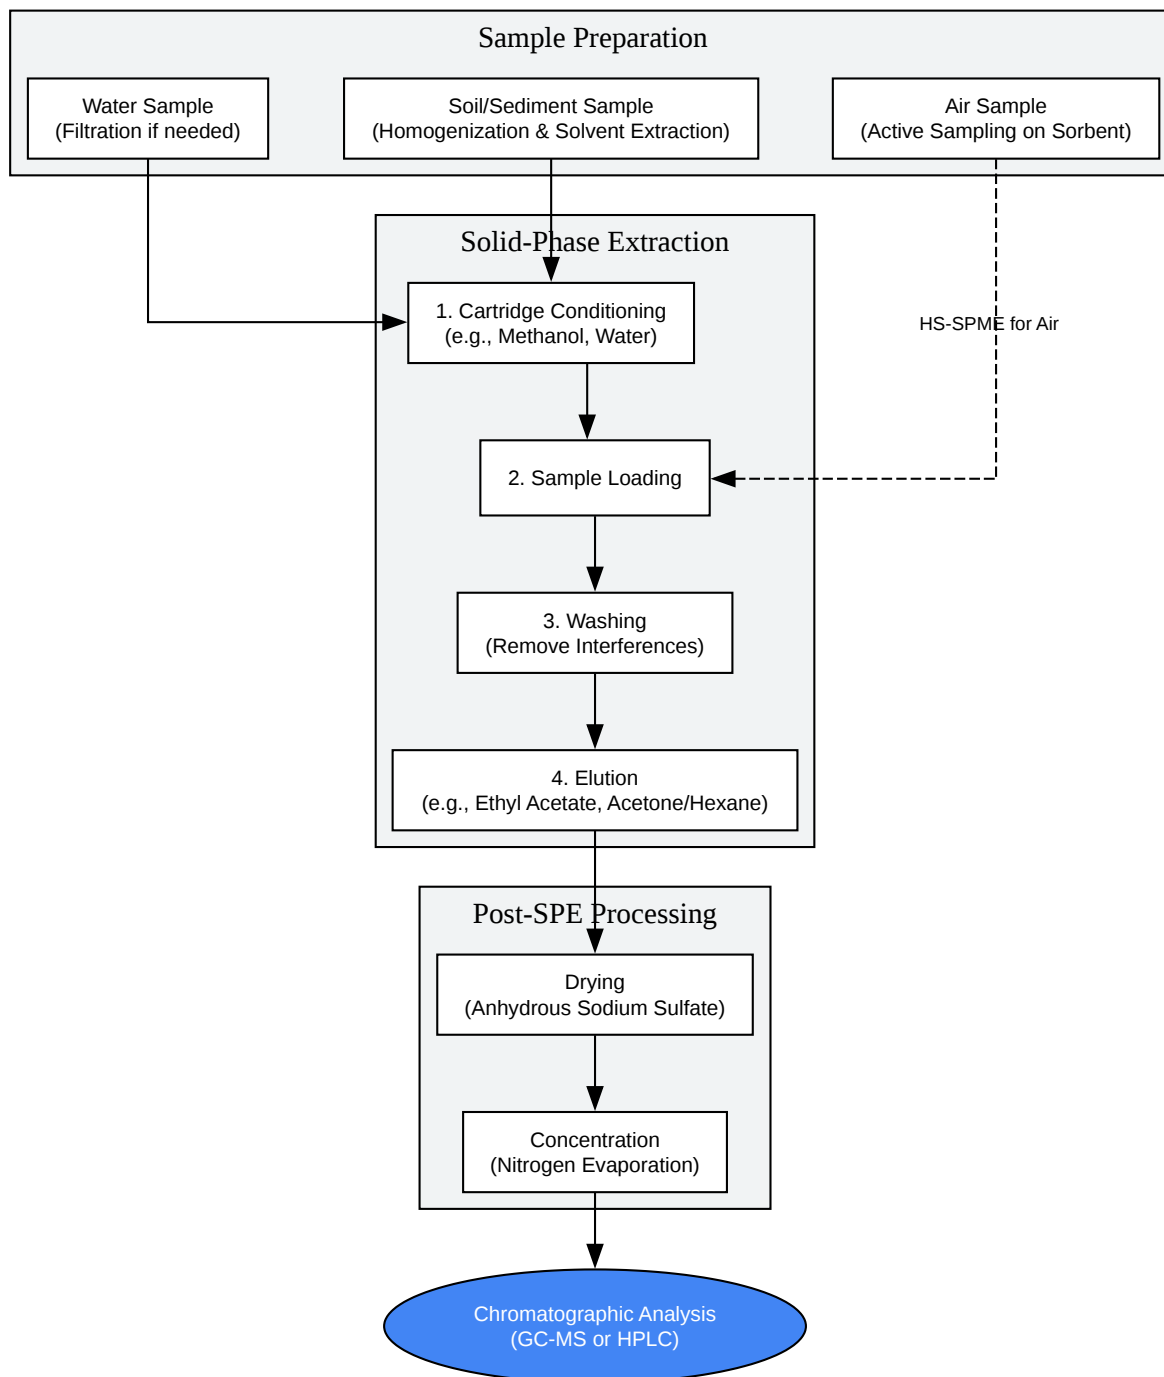 Sample Preparation
Water Sample
(Filtration if needed)
Soil/Sediment Sample
(Homogenization & Solvent Extraction)
Air Sample
(Active Sampling on Sorbent)
Solid-Phase Extraction
1. Cartridge Conditioning
(e.g., Methanol, Water)
HS-SPME for Air
2. Sample Loading
3. Washing
(Remove Interferences)
4. Elution
(e.g., Ethyl Acetate, Acetone/Hexane)
Post-SPE Processing
Drying
(Anhydrous Sodium Sulfate)
Concentration
(Nitrogen Evaporation)
Chromatographic Analysis
(GC-MS or HPLC)